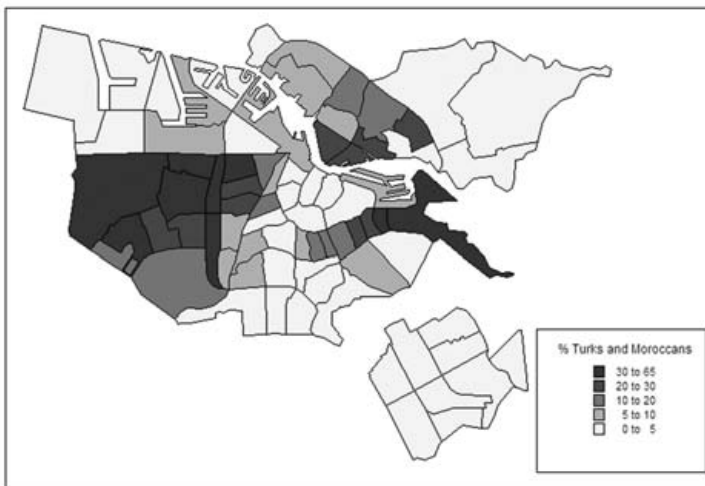 % Turks and Moroccans
30 to 65
20 to 30
10 to 20
5 to 10
0 to 5